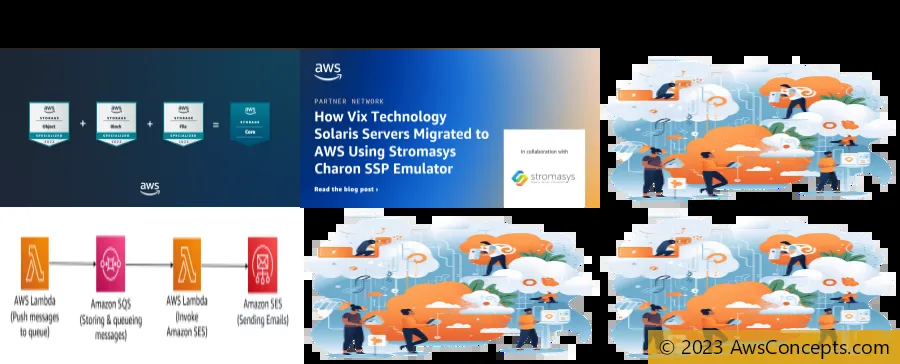 aws
STORAGE
Object
SPECIALIZED
+
aws
STORAGE
Block
SPECIALIZED
+
aws
STORAGE
File
SPECIALIZED
=
aws
STORAGE
Core
aws
aws
PARTNER NETWORK
How Vix Technology
Solaris Servers Migrated to
AWS Using Stromasys
Charon SSP Emulator
Read the blog post ›
In collaboration with
stromasys
AWS Lambda
(Push messages
to queue)
Amazon SQS
(Storing & queueing
messages)
AWS Lambda
(Invoke
Amazon SES)
Amazon SES
(Sending Emails)
© 2023 AwsConcepts.com